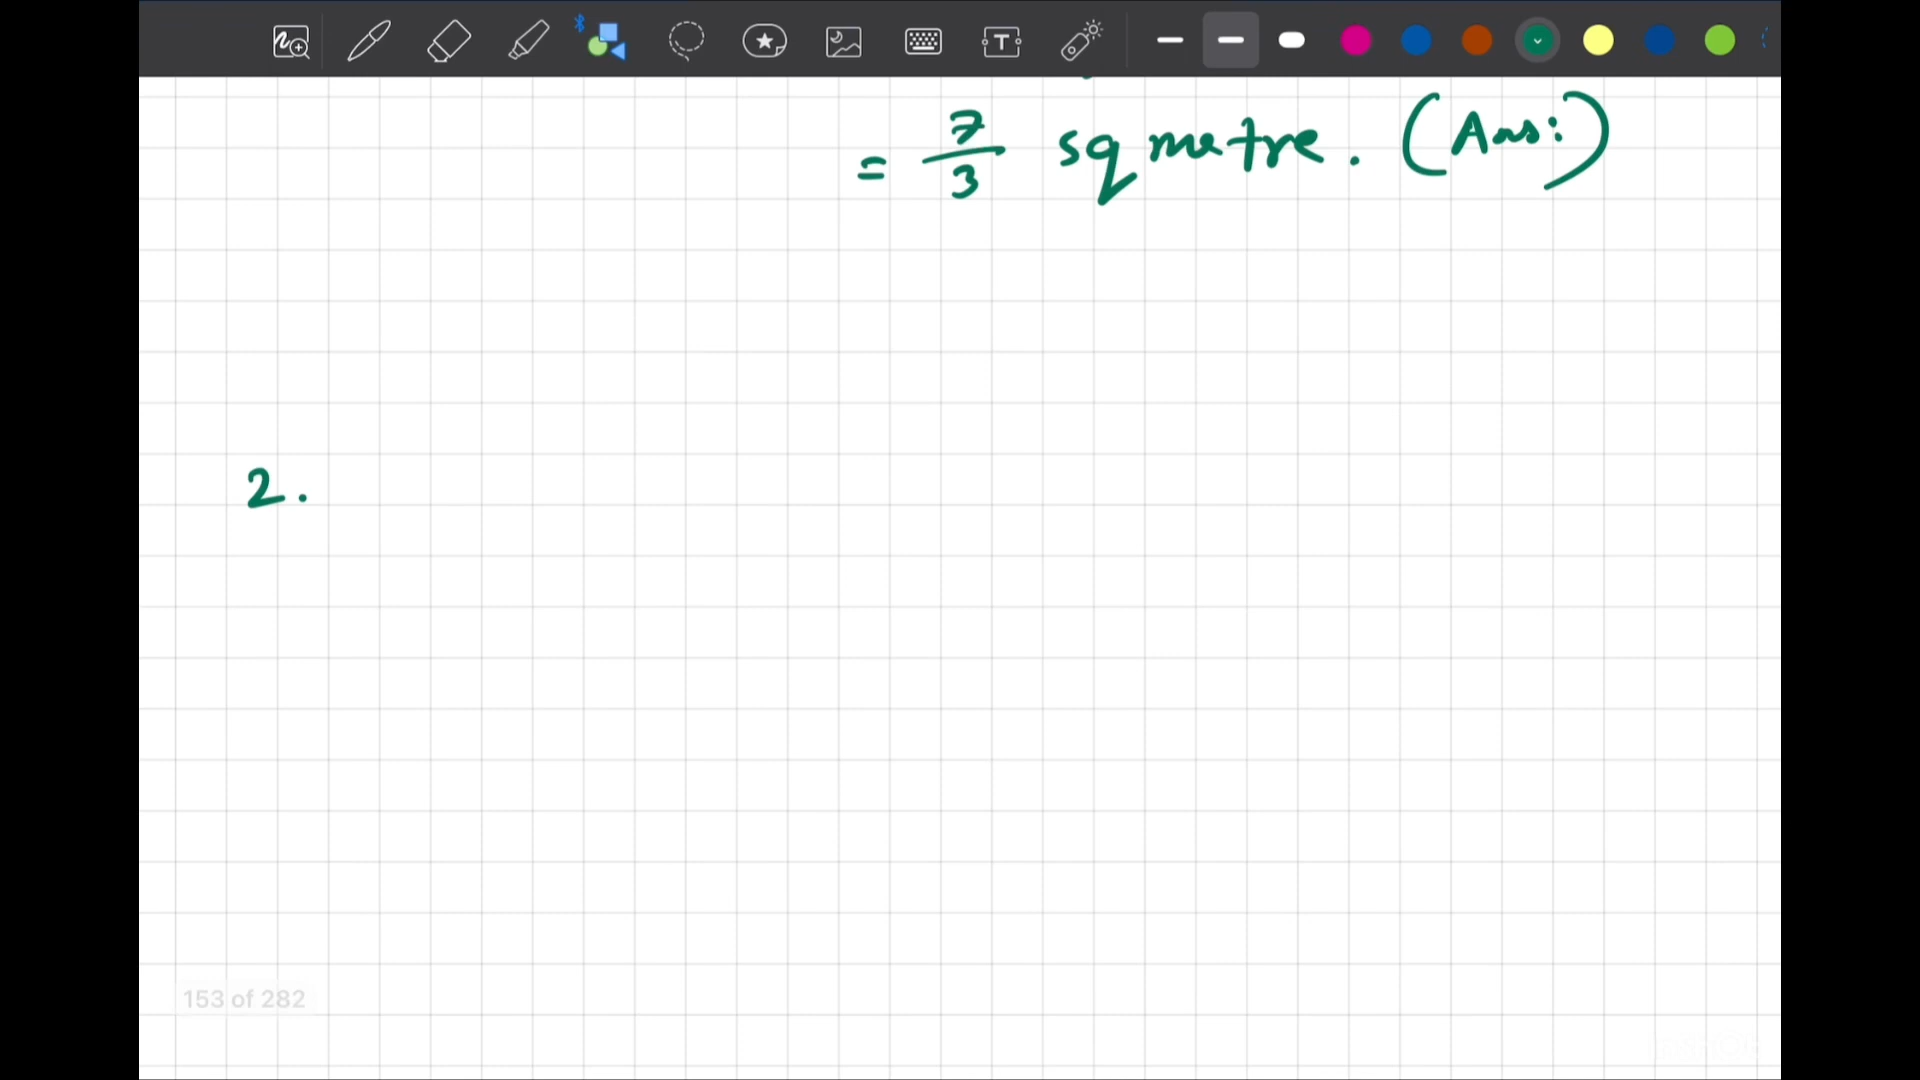 = 7/3 sq metre. (Ans:)
2.
153 of 282